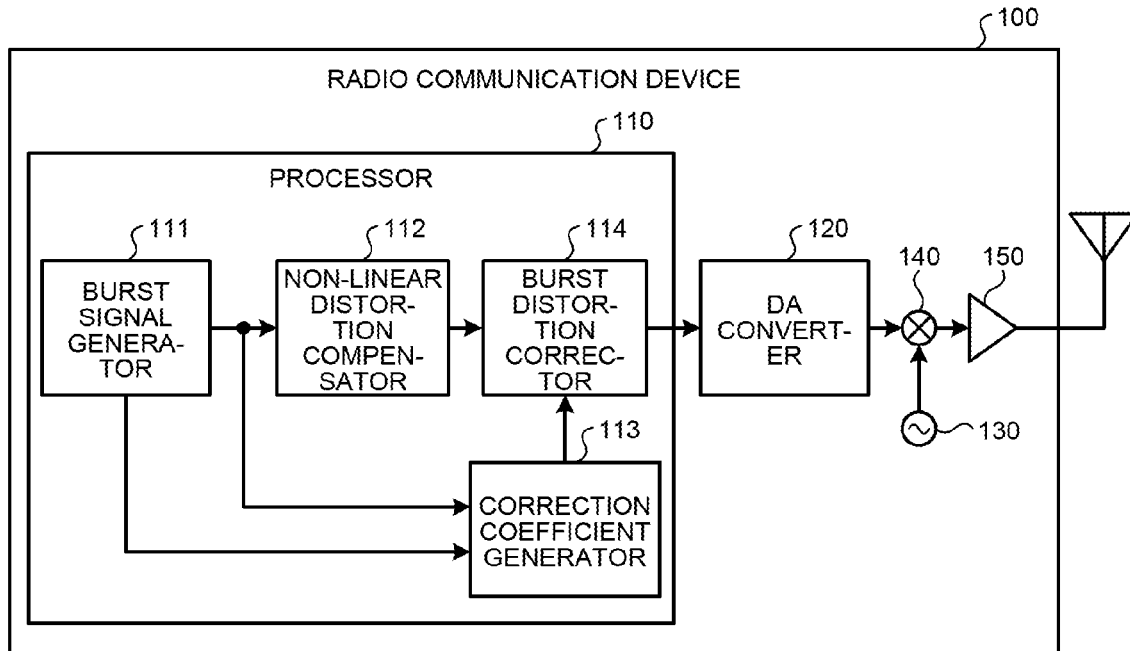 100
RADIO COMMUNICATION DEVICE
110
PROCESSOR
111
BURST
SIGNAL
GENERA-
TOR
112
NON-LINEAR
DISTOR-
TION
COMPEN-
SATOR
114
BURST
DISTOR-
TION
CORREC-
TOR
120
DA
CONVERT-
ER
140
150
130
113
CORRECTION
COEFFICIENT
GENERATOR